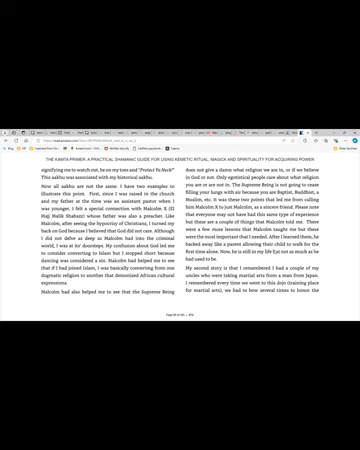 THE KAMTA PRIMER: A PRACTICAL SHAMANIC GUIDE FOR USING KEMETIC RITUAL, MAGICK AND SPIRITUALITY FOR ACQUIRING POWER
signifying me to watch out, be on my toes and "Protect Yo Neck!"
This aakhu was associated with my historical aakhu.
Now all aakhu are not the same. I have two examples to
illustrate this point. First, since I was raised in the church
and my father at the time was an assistant pastor when I
was younger. I felt a special connection with Malcolm X (El
Hajj Malik Shabazz) whose father was also a preacher. Like
Malcolm, after seeing the hypocrisy of Christians, I turned my
back on God because I believed that God did not care. Although
I did not delve as deep as Malcolm had into the criminal
world, I was at its' doorsteps. My confusion about God led me
to consider converting to Islam but I stopped short because
dancing was considered a sin. Malcolm had helped me to see
that if I had joined Islam, I was basically converting from one
dogmatic religion to another that demonized African cultural
expressions.
Malcolm had also helped me to see that the Supreme Being
does not give a damn what religion we are in, or if we believe
in God or not. Only egotistical people care about what religion
you are or are not in. The Supreme Being is not going to cease
filling your lungs with air because you are Baptist, Buddhist, a
Muslim, etc. It was these two points that led me from calling
him Malcolm X to just Malcolm, as a sincere friend. Please note
that everyone may not have had this same type of experience
but these are a couple of things that Malcolm told me. There
were a few more lessons that Malcolm taught me but these
were the most important that I needed. After I learned them, he
backed away like a parent allowing their child to walk for the
first time alone. Now, he is still in my life but not as much as he
had used to be.
My second story is that I remembered I had a couple of my
uncles who were taking martial arts from a man from Japan.
I remembered every time we went to this dojo (training place
for martial arts), we had to bow several times to honor the